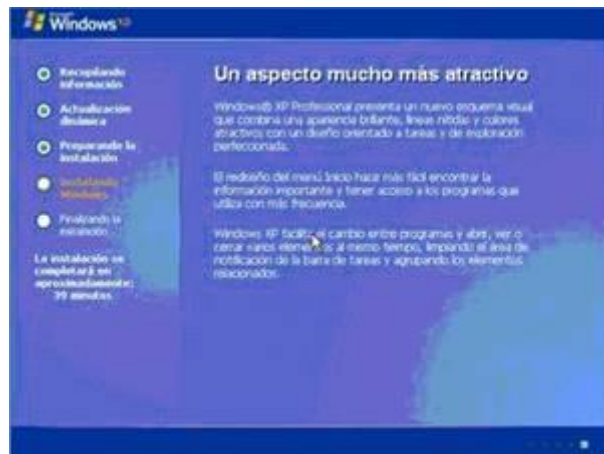 Microsoft
Windows XP
Recopilando
información
Actualización
dinámica
Preparando la
instalación
Instalando
Windows
Finalizando la
instalación
La instalación se
completará en
aproximadamente:
39 minutos
Un aspecto mucho más atractivo
Windows® XP Professional presenta un nuevo esquema visual
que combina una apariencia brillante, líneas nítidas y colores
atractivos con un diseño orientado a tareas y de exploración
perfeccionada.
El rediseño del menú Inicio hace más fácil encontrar la
información importante y tener acceso a los programas que
utiliza con más frecuencia.
Windows XP facilita el cambio entre programas y abrir, ver o
cerrar varios elementos al mismo tiempo, limpiando el área de
notificación de la barra de tareas y agrupando los elementos
relacionados.